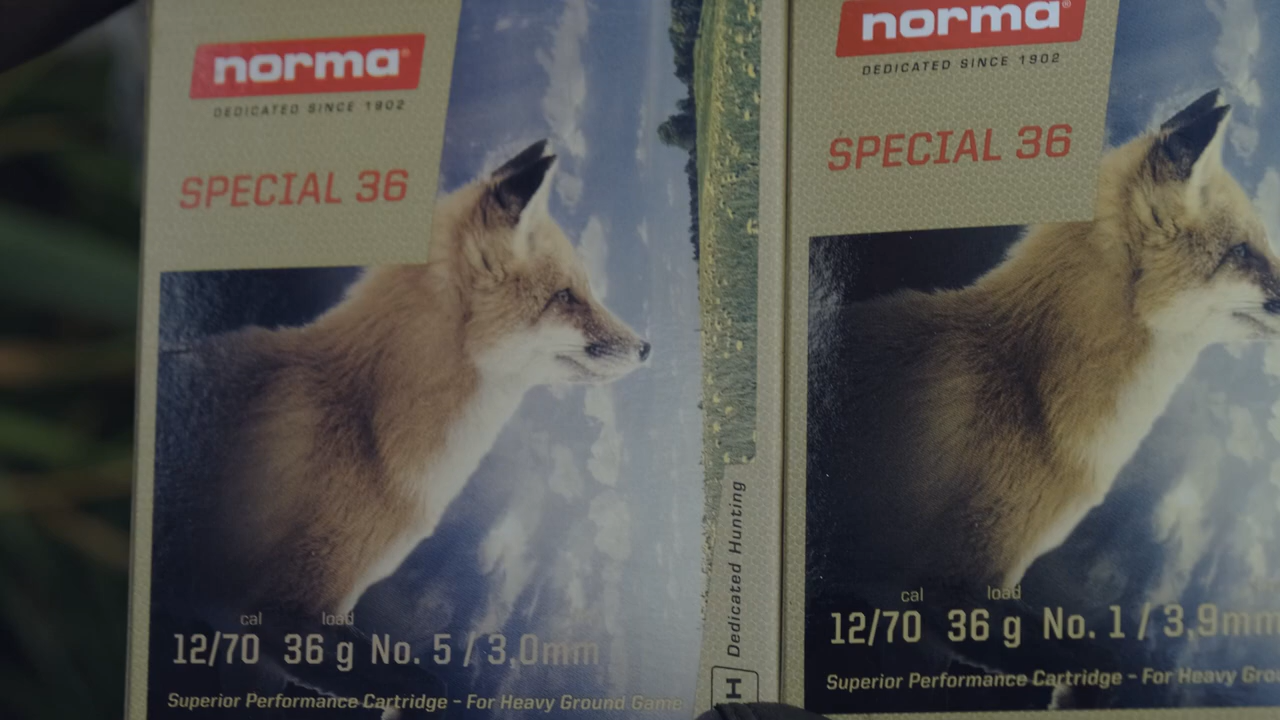 norma
DEDICATED SINCE 1902
SPECIAL 36
cal load
12/70 36 g No. 5 / 3,0mm
Superior Performance Cartridge - For Heavy Ground Game
H Dedicated Hunting
norma®
DEDICATED SINCE 1902
SPECIAL 36
cal load
12/70 36 g No. 1 / 3,9mm
Superior Performance Cartridge - For Heavy Gro